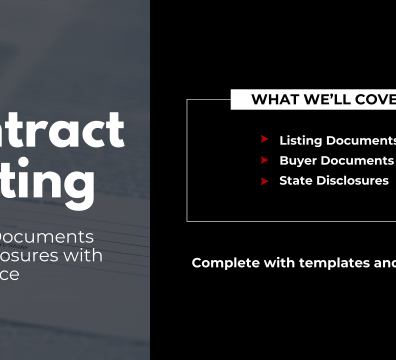 ntract
ting
Documents
osures with
ce
WHAT WE'LL COVE
Listing Documents
Buyer Documents
State Disclosures
Complete with templates and